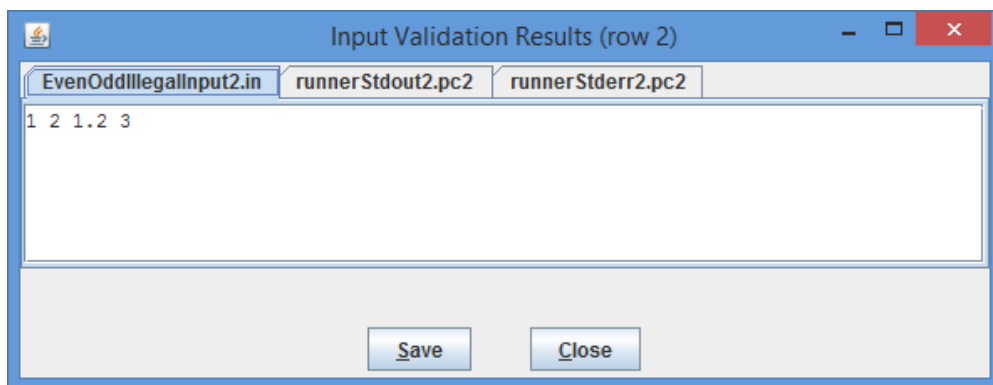 Input Validation Results (row 2)
EvenOddIllegalInput2.in runnerStdout2.pc2 runnerStderr2.pc2
1 2 1.2 3
Save Close